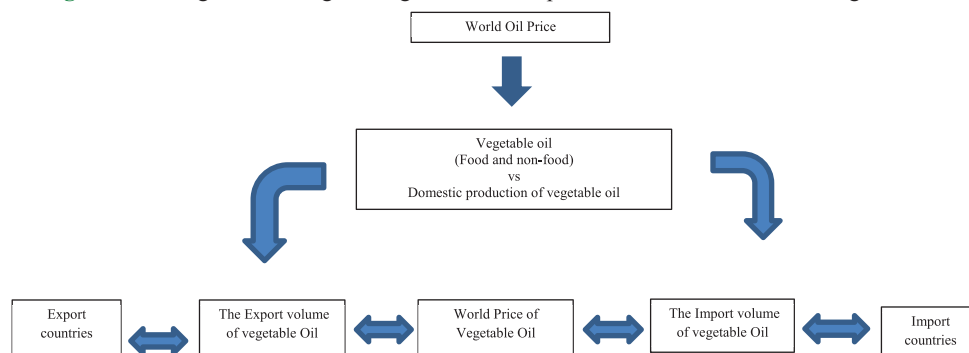 World Oil Price
Vegetable oil
(Food and non-food)
vs
Domestic production of vegetable oil
Export
countries
The Export volume
of vegetable Oil
World Price of
Vegetable Oil
The Import volume
of vegetable Oil
Import
countries